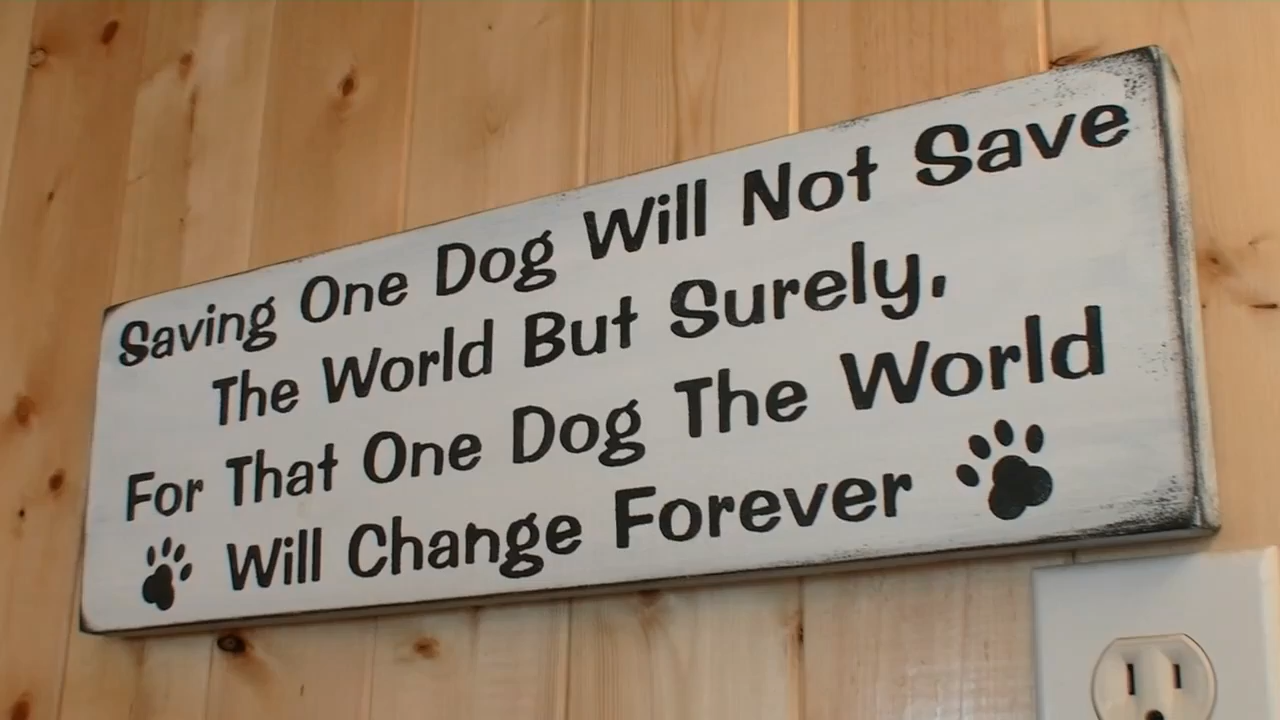 Saving One Dog Will Not Save
The World But Surely,
For That One Dog The World
Will Change Forever